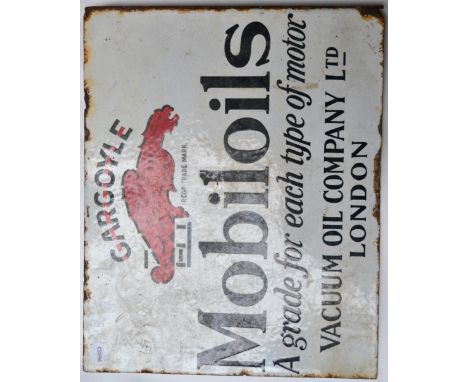 GARGOYLE
REGD TRADE MARK
Mobiloils
A grade for each type of motor
VACUUM OIL COMPANY LTD
LONDON